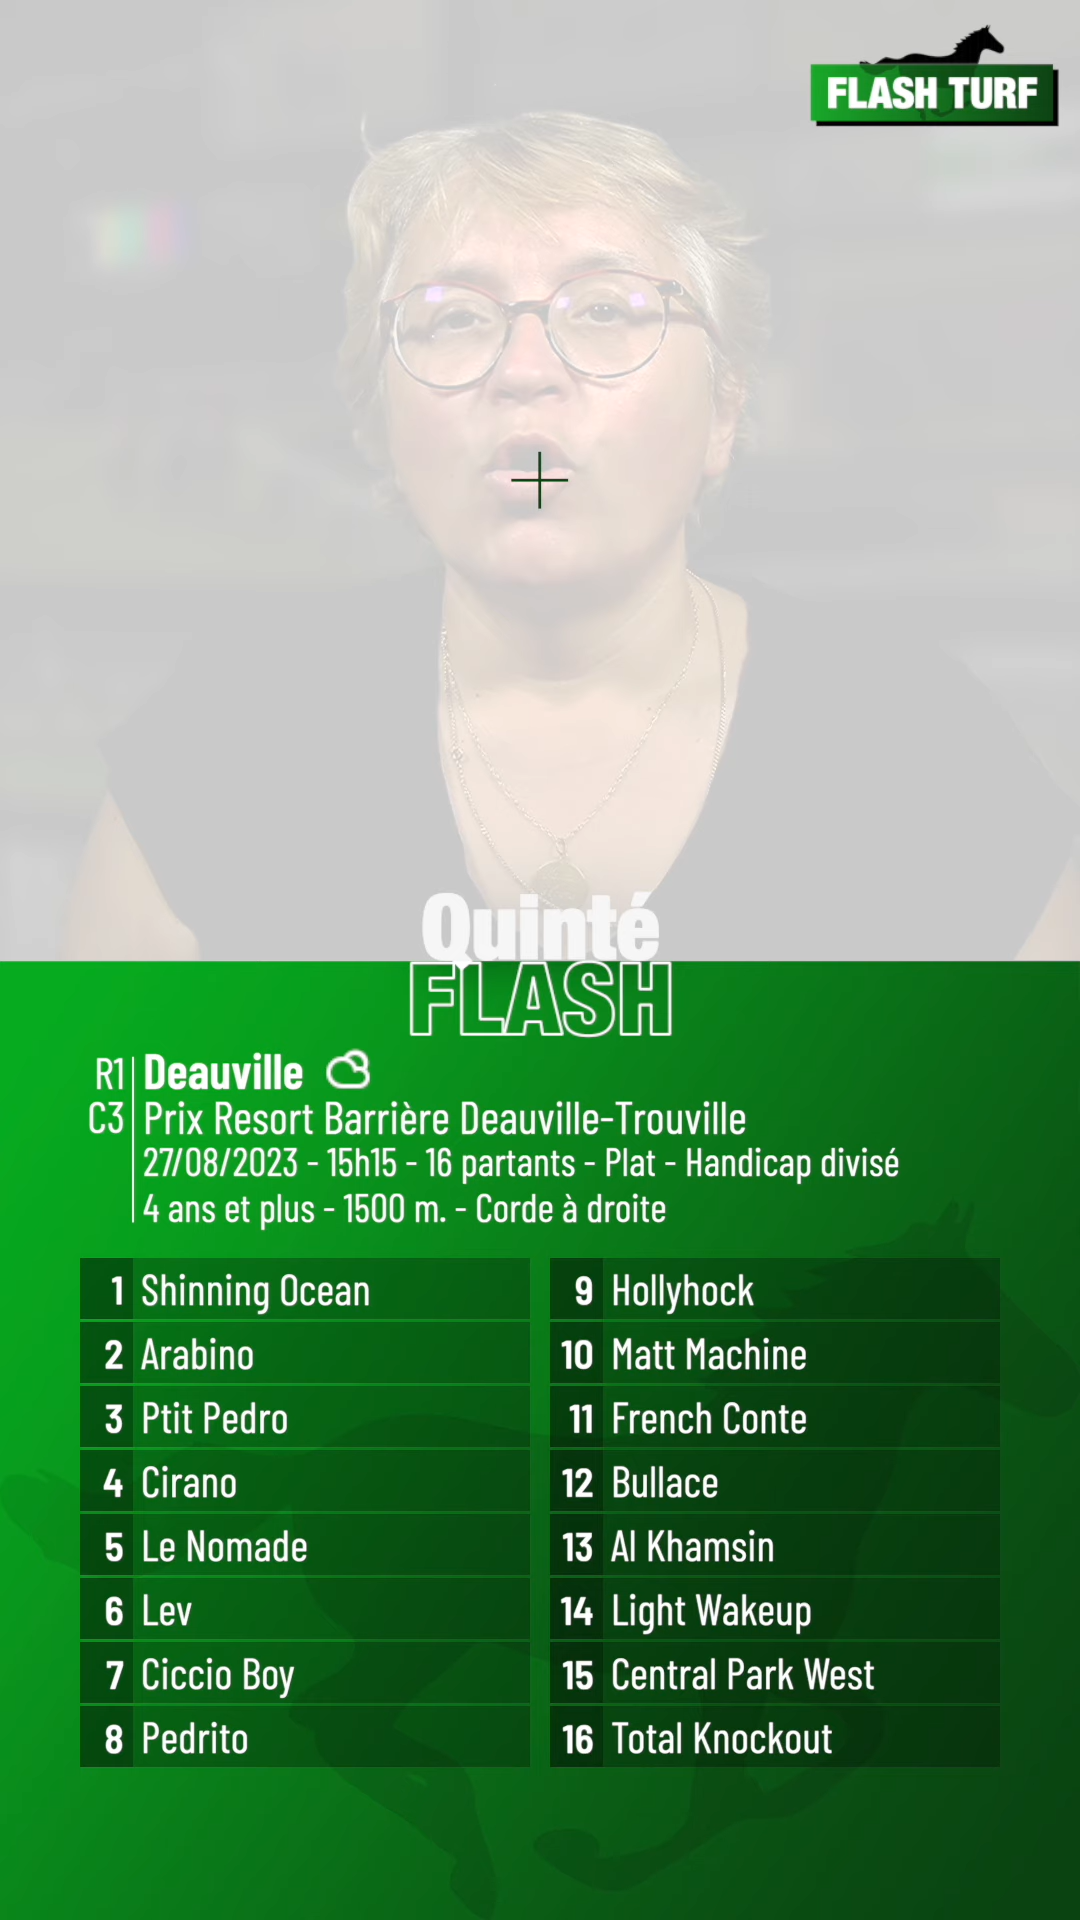 FLASH TURF
Quinté
FLASH
R1 Deauville
C3 Prix Resort Barrière Deauville-Trouville
27/08/2023 - 15h15 - 16 partants - Plat - Handicap divisé
4 ans et plus - 1500 m. - Corde à droite
1 Shinning Ocean
2 Arabino
3 Ptit Pedro
4 Cirano
5 Le Nomade
6 Lev
7 Ciccio Boy
8 Pedrito
9 Hollyhock
10 Matt Machine
11 French Conte
12 Bullace
13 Al Khamsin
14 Light Wakeup
15 Central Park West
16 Total Knockout